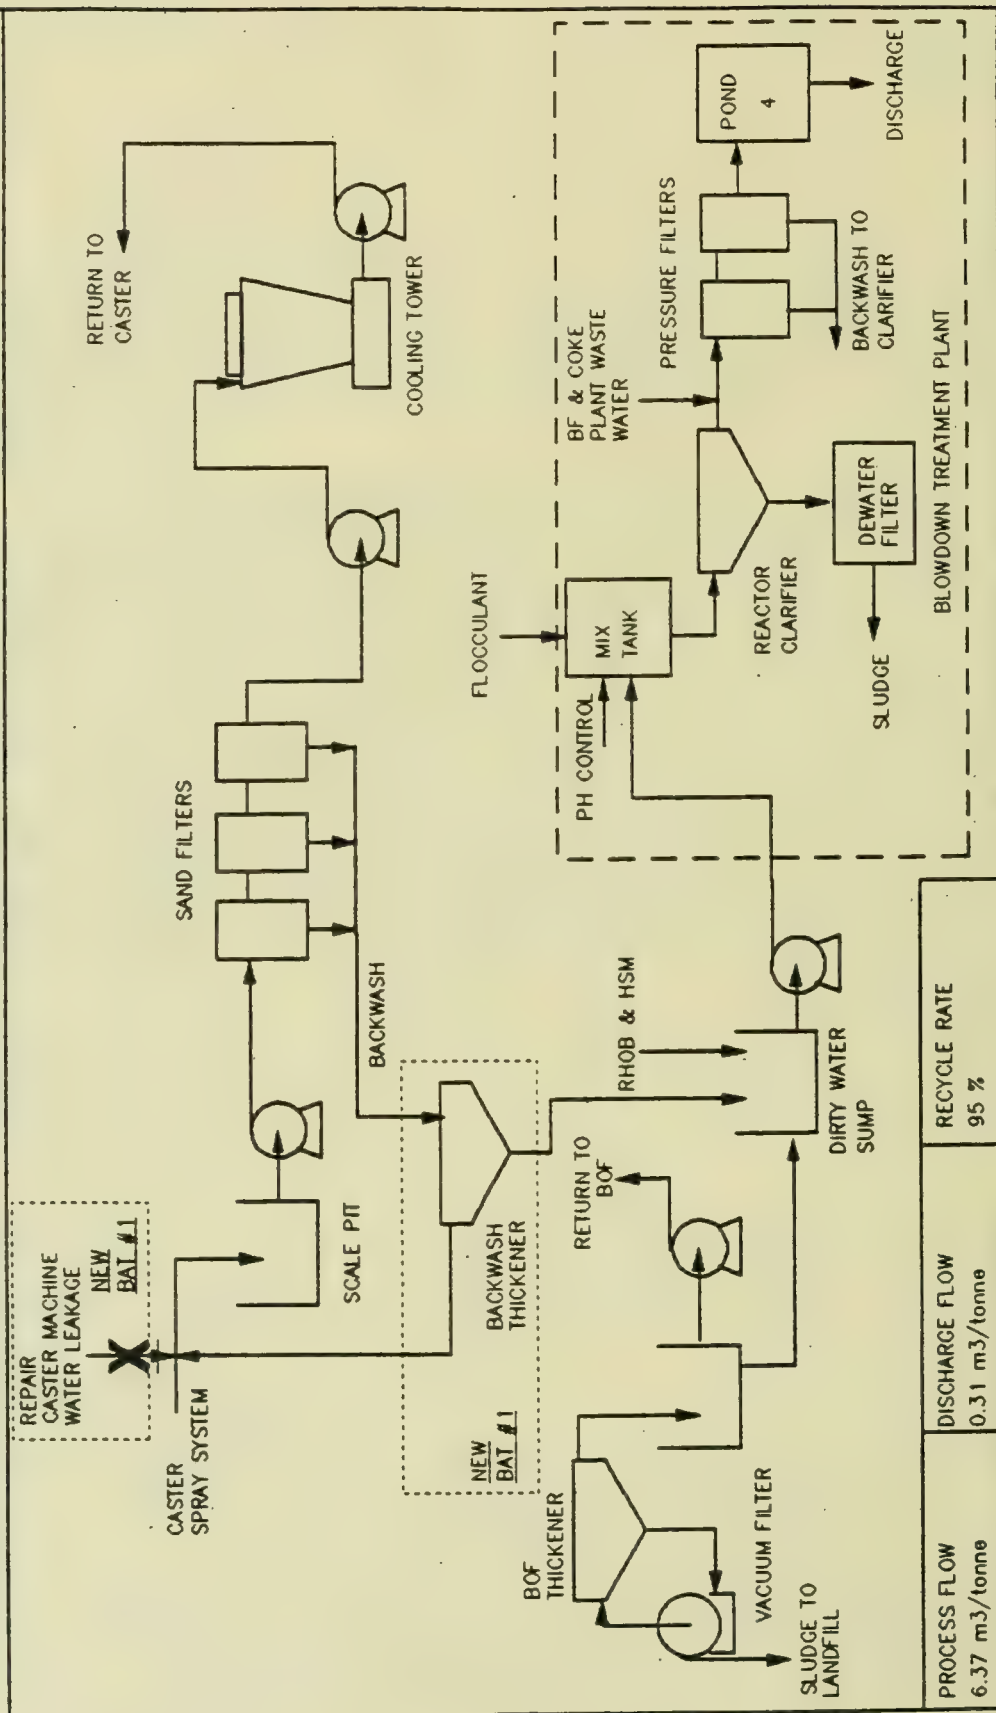 REPAIR
CASTER MACHINE
WATER LEAKAGE
NEW
BAT #1
CASTER
SPRAY SYSTEM
SCALE PIT
SAND FILTERS
BACKWASH
RETURN TO
CASTER
COOLING TOWER
NEW
BAT #1
BACKWASH
THICKENER
BOF
THICKENER
VACUUM FILTER
SLUDGE TO
LANDFILL
RETURN TO
BOF
RHOB & HSM
DIRTY WATER
SUMP
FLOCCULANT
PH CONTROL
MIX
TANK
REACTOR
CLARIFIER
BF & COKE
PLANT WASTE
WATER
PRESSURE FILTERS
POND
4
DISCHARGE
BACKWASH TO
CLARIFIER
DEWATER
FILTER
SLUDGE
BLOWDOWN TREATMENT PLANT
PROCESS FLOW
6.37 m3/tonne
DISCHARGE FLOW
0.31 m3/tonne
RECYCLE RATE
95 %